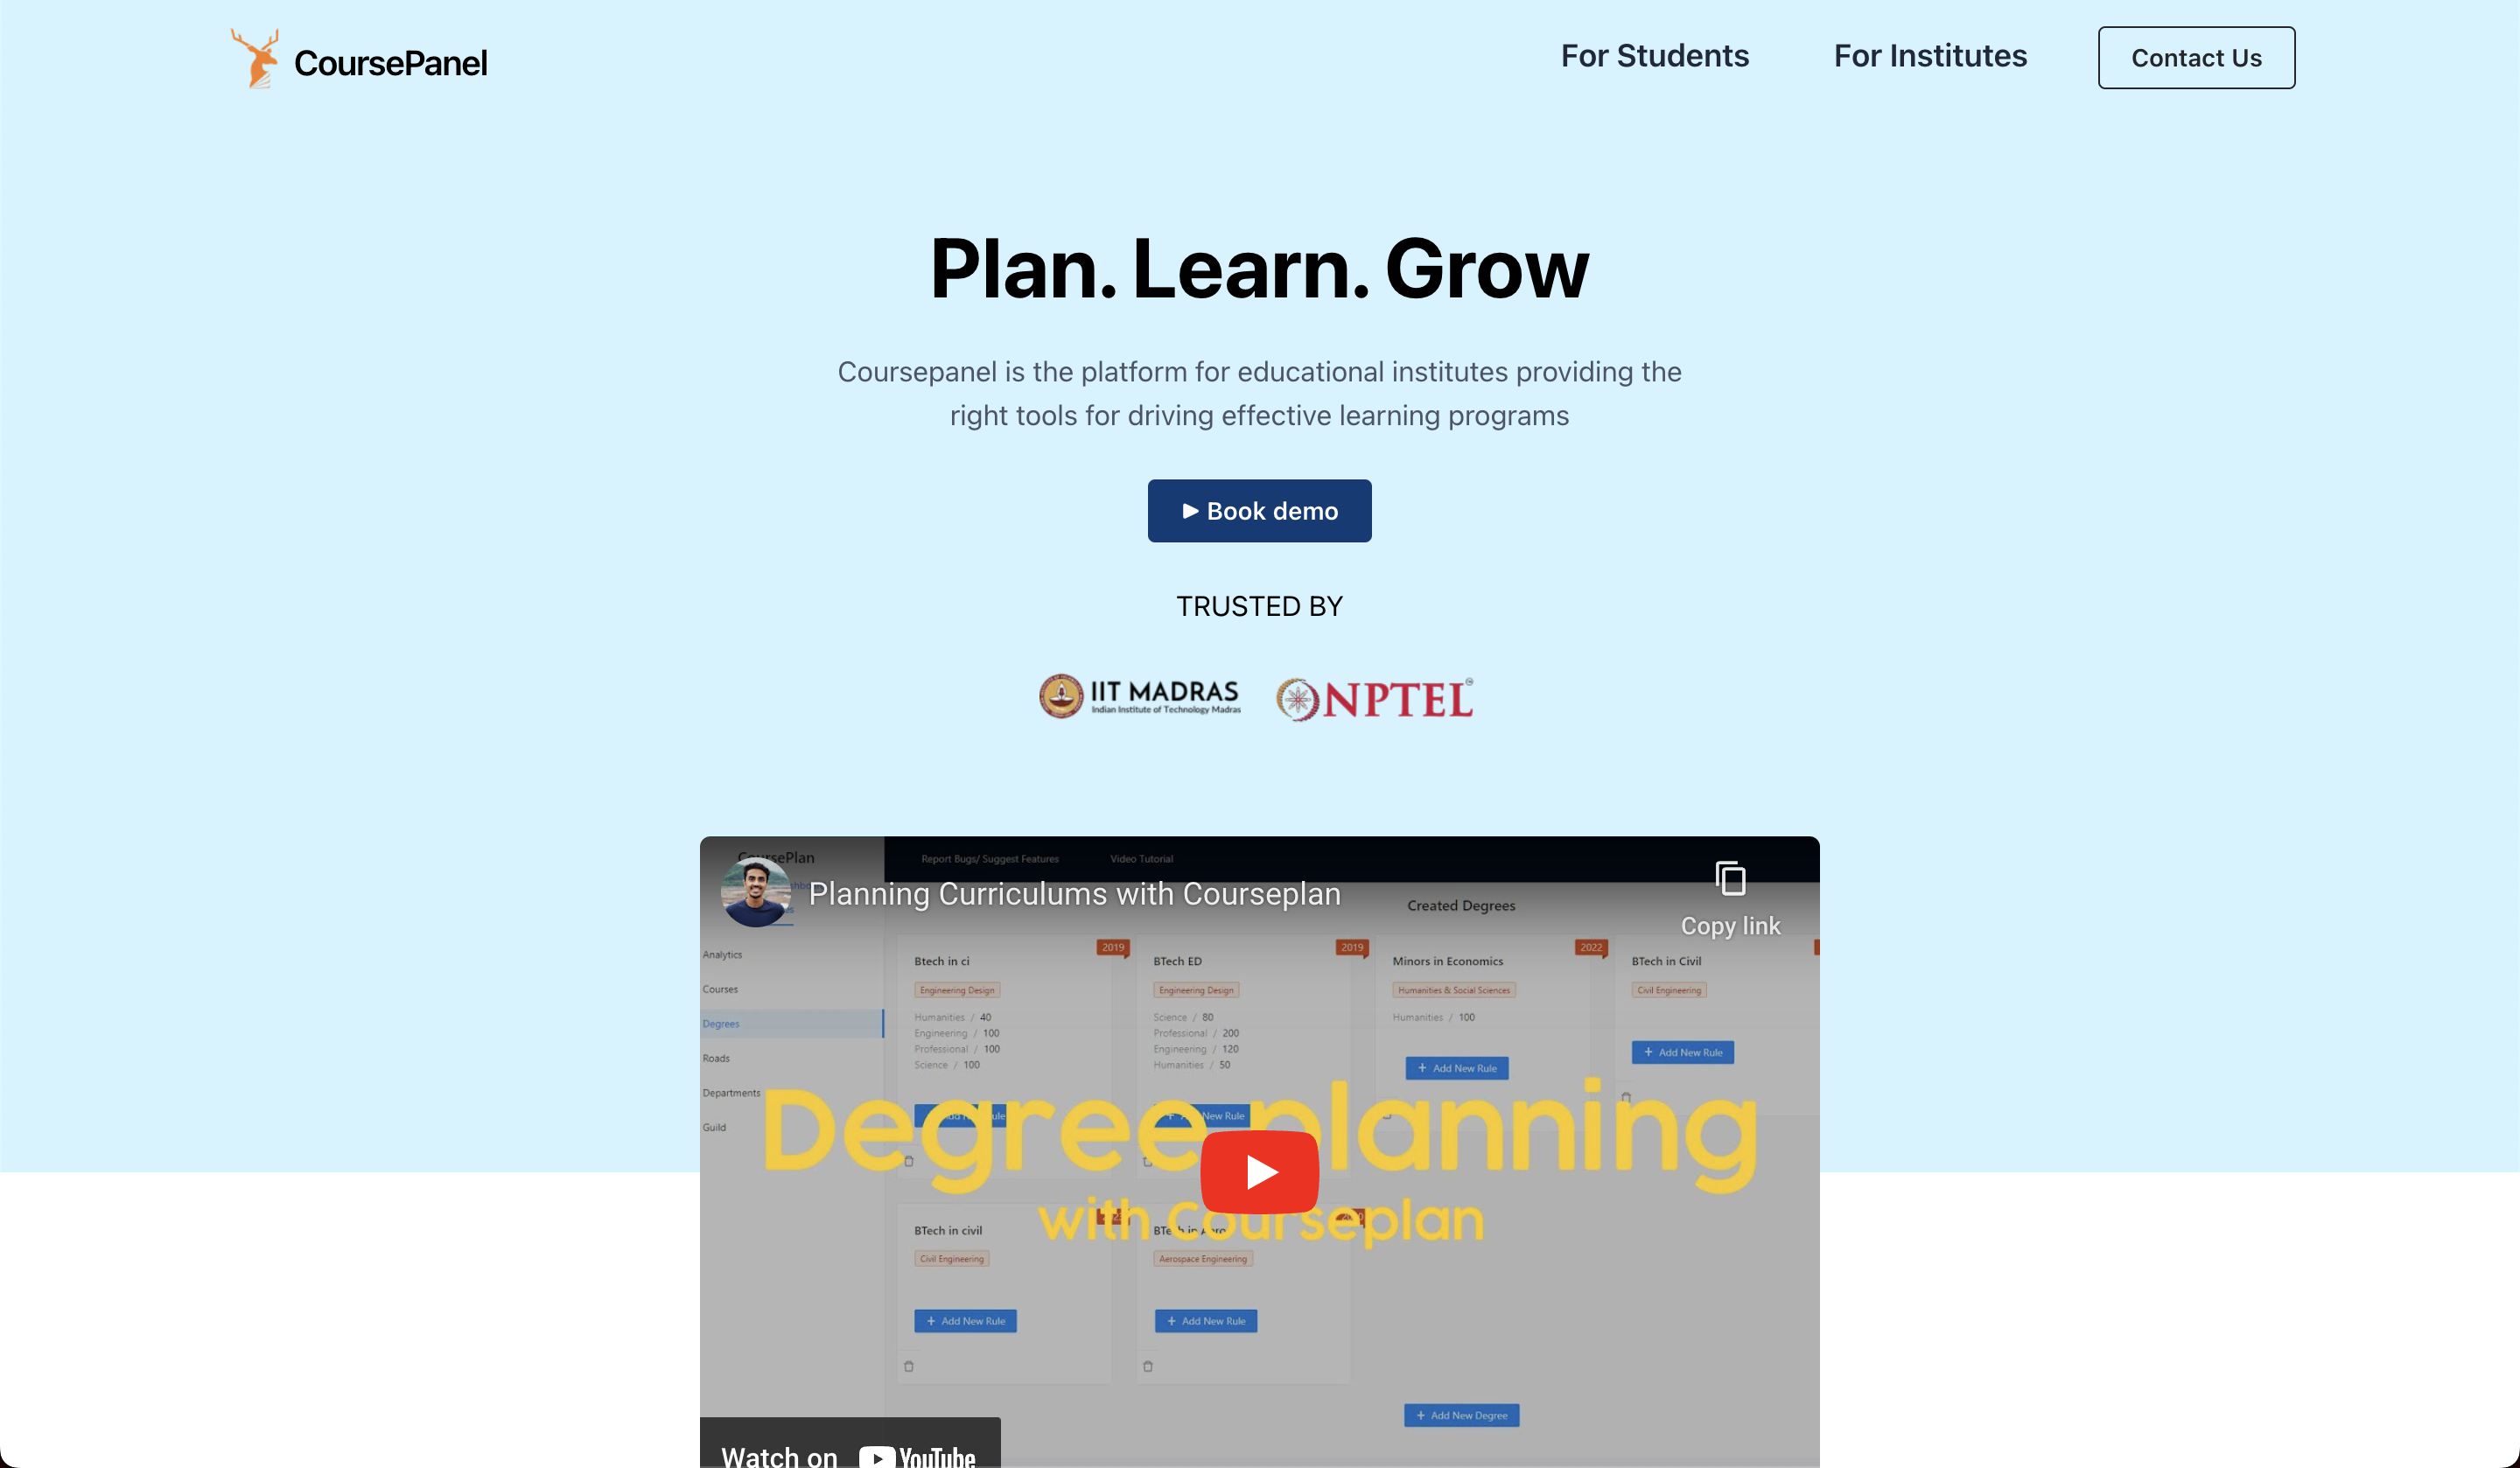 CoursePanel
For Students
For Institutes
Contact Us
Plan. Learn. Grow
Coursepanel is the platform for educational institutes providing the
right tools for driving effective learning programs
Book demo
TRUSTED BY
IIT MADRAS
Indian Institute of Technology Madras
NPTEL
CoursePlan
Report Bugs/ Suggest Features
Video Tutorial
Planning Curriculums with Courseplan
Copy link
Created Degrees
Analytics
Courses
Degrees
Roads
Departments
Guild
2019
Btech in ci
Engineering Design
Humanities / 40
Engineering / 100
Professional / 100
Science / 100
2019
BTech ED
Engineering Design
Science / 80
Professional / 200
Engineering / 120
Humanities / 50
New Rule
2022
Minors in Economics
Humanities & Social Sciences
Humanities / 100
+ Add New Rule
BTech in Civil
Civil Engineering
+ Add New Rule
Degree planning
with Courseplan
BTech in civil
Civil Engineering
+ Add New Rule
BTech in Aero
Aerospace Engineering
+ Add New Rule
+ Add New Degree
Watch on YouTube